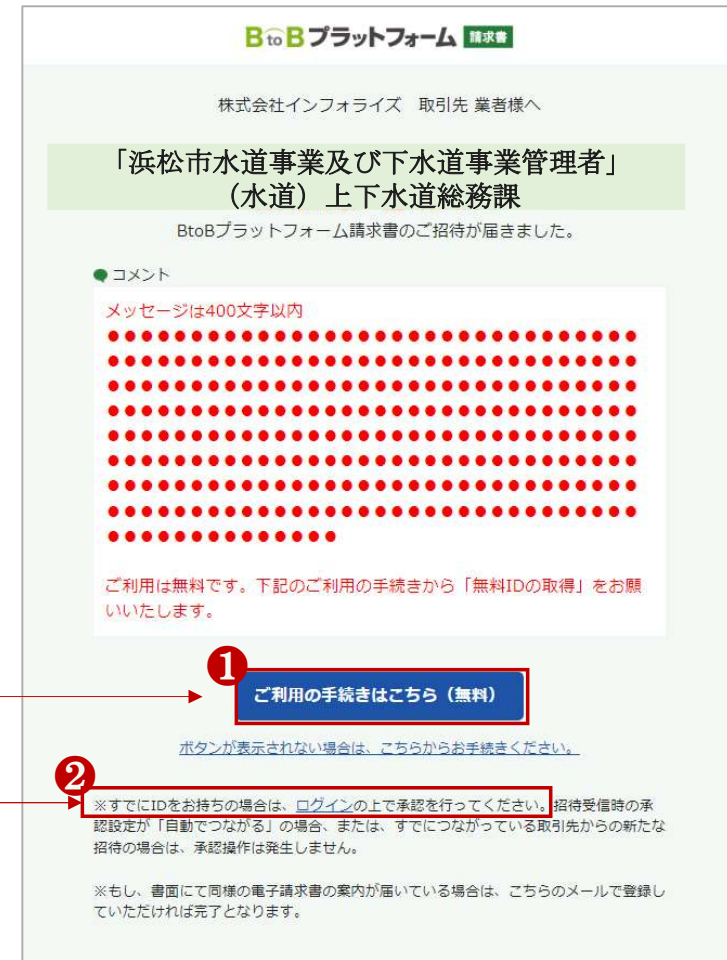 BtoBプラットフォーム 請求書
株式会社インフォライズ 取引先 業者様へ
「浜松市水道事業及び下水道事業管理者」
（水道）上下水道総務課
BtoBプラットフォーム請求書のご招待が届きました。
コメント
メッセージは400文字以内
●●●●●●●●●●●●●●●●●●●●●●●●●●●●●●●
●●●●●●●●●●●●●●●●●●●●●●●●●●●●●●●
●●●●●●●●●●●●●●●●●●●●●●●●●●●●●●●
●●●●●●●●●●●●●●●●●●●●●●●●●●●●●●●
●●●●●●●●●●●●●●●●●●●●●●●●●●●●●●●
●●●●●●●●●●●●●●●●●●●●●●●●●●●●●●●
●●●●●●●●●●●●●●●●●●●●●●●●●●●●●●●
●●●●●●●●●●●●●●●●●●●●●●●●●●●●●●●
●●●●●●●●●●●●●●
ご利用は無料です。下記のご利用の手続きから「無料IDの取得」をお願
いいたします。
❶
ご利用の手続きはこちら（無料）
ボタンが表示されない場合は、こちらからお手続きください。
❷
※すでにIDをお持ちの場合は、ログインの上で承認を行ってください。招待受信時の承
認設定が「自動でつながる」の場合、または、すでにつながっている取引先からの新たな
招待の場合は、承認操作は発生しません。
※もし、書面にて同様の電子請求書の案内が届いている場合は、こちらのメールで登録し
ていただければ完了となります。